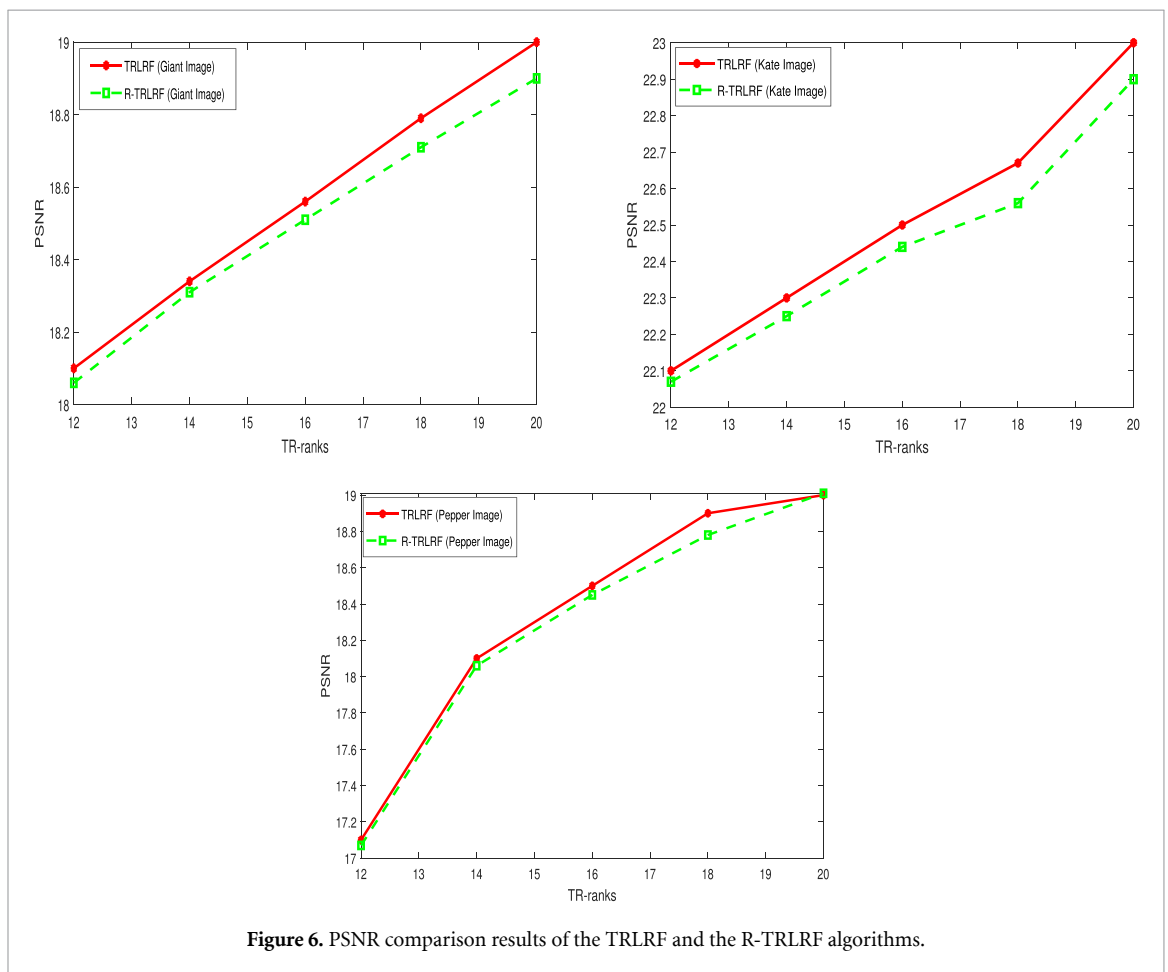 19
18.8
18.6
18.4
18.2
18
PSNR
TRLRF (Giant Image)
R-TRLRF (Giant Image)
12 13 14 15 16 17 18 19 20
TR-ranks
23
22.9
22.8
22.7
22.6
22.5
22.4
22.3
22.2
22.1
22
PSNR
TRLRF (Kate Image)
R-TRLRF (Kate Image)
12 13 14 15 16 17 18 19 20
TR-ranks
19
18.8
18.6
18.4
18.2
18
17.8
17.6
17.4
17.2
17
PSNR
TRLRF (Pepper Image)
R-TRLRF (Pepper Image)
12 13 14 15 16 17 18 19 20
TR-ranks
Figure 6. PSNR comparison results of the TRLRF and the R-TRLRF algorithms.